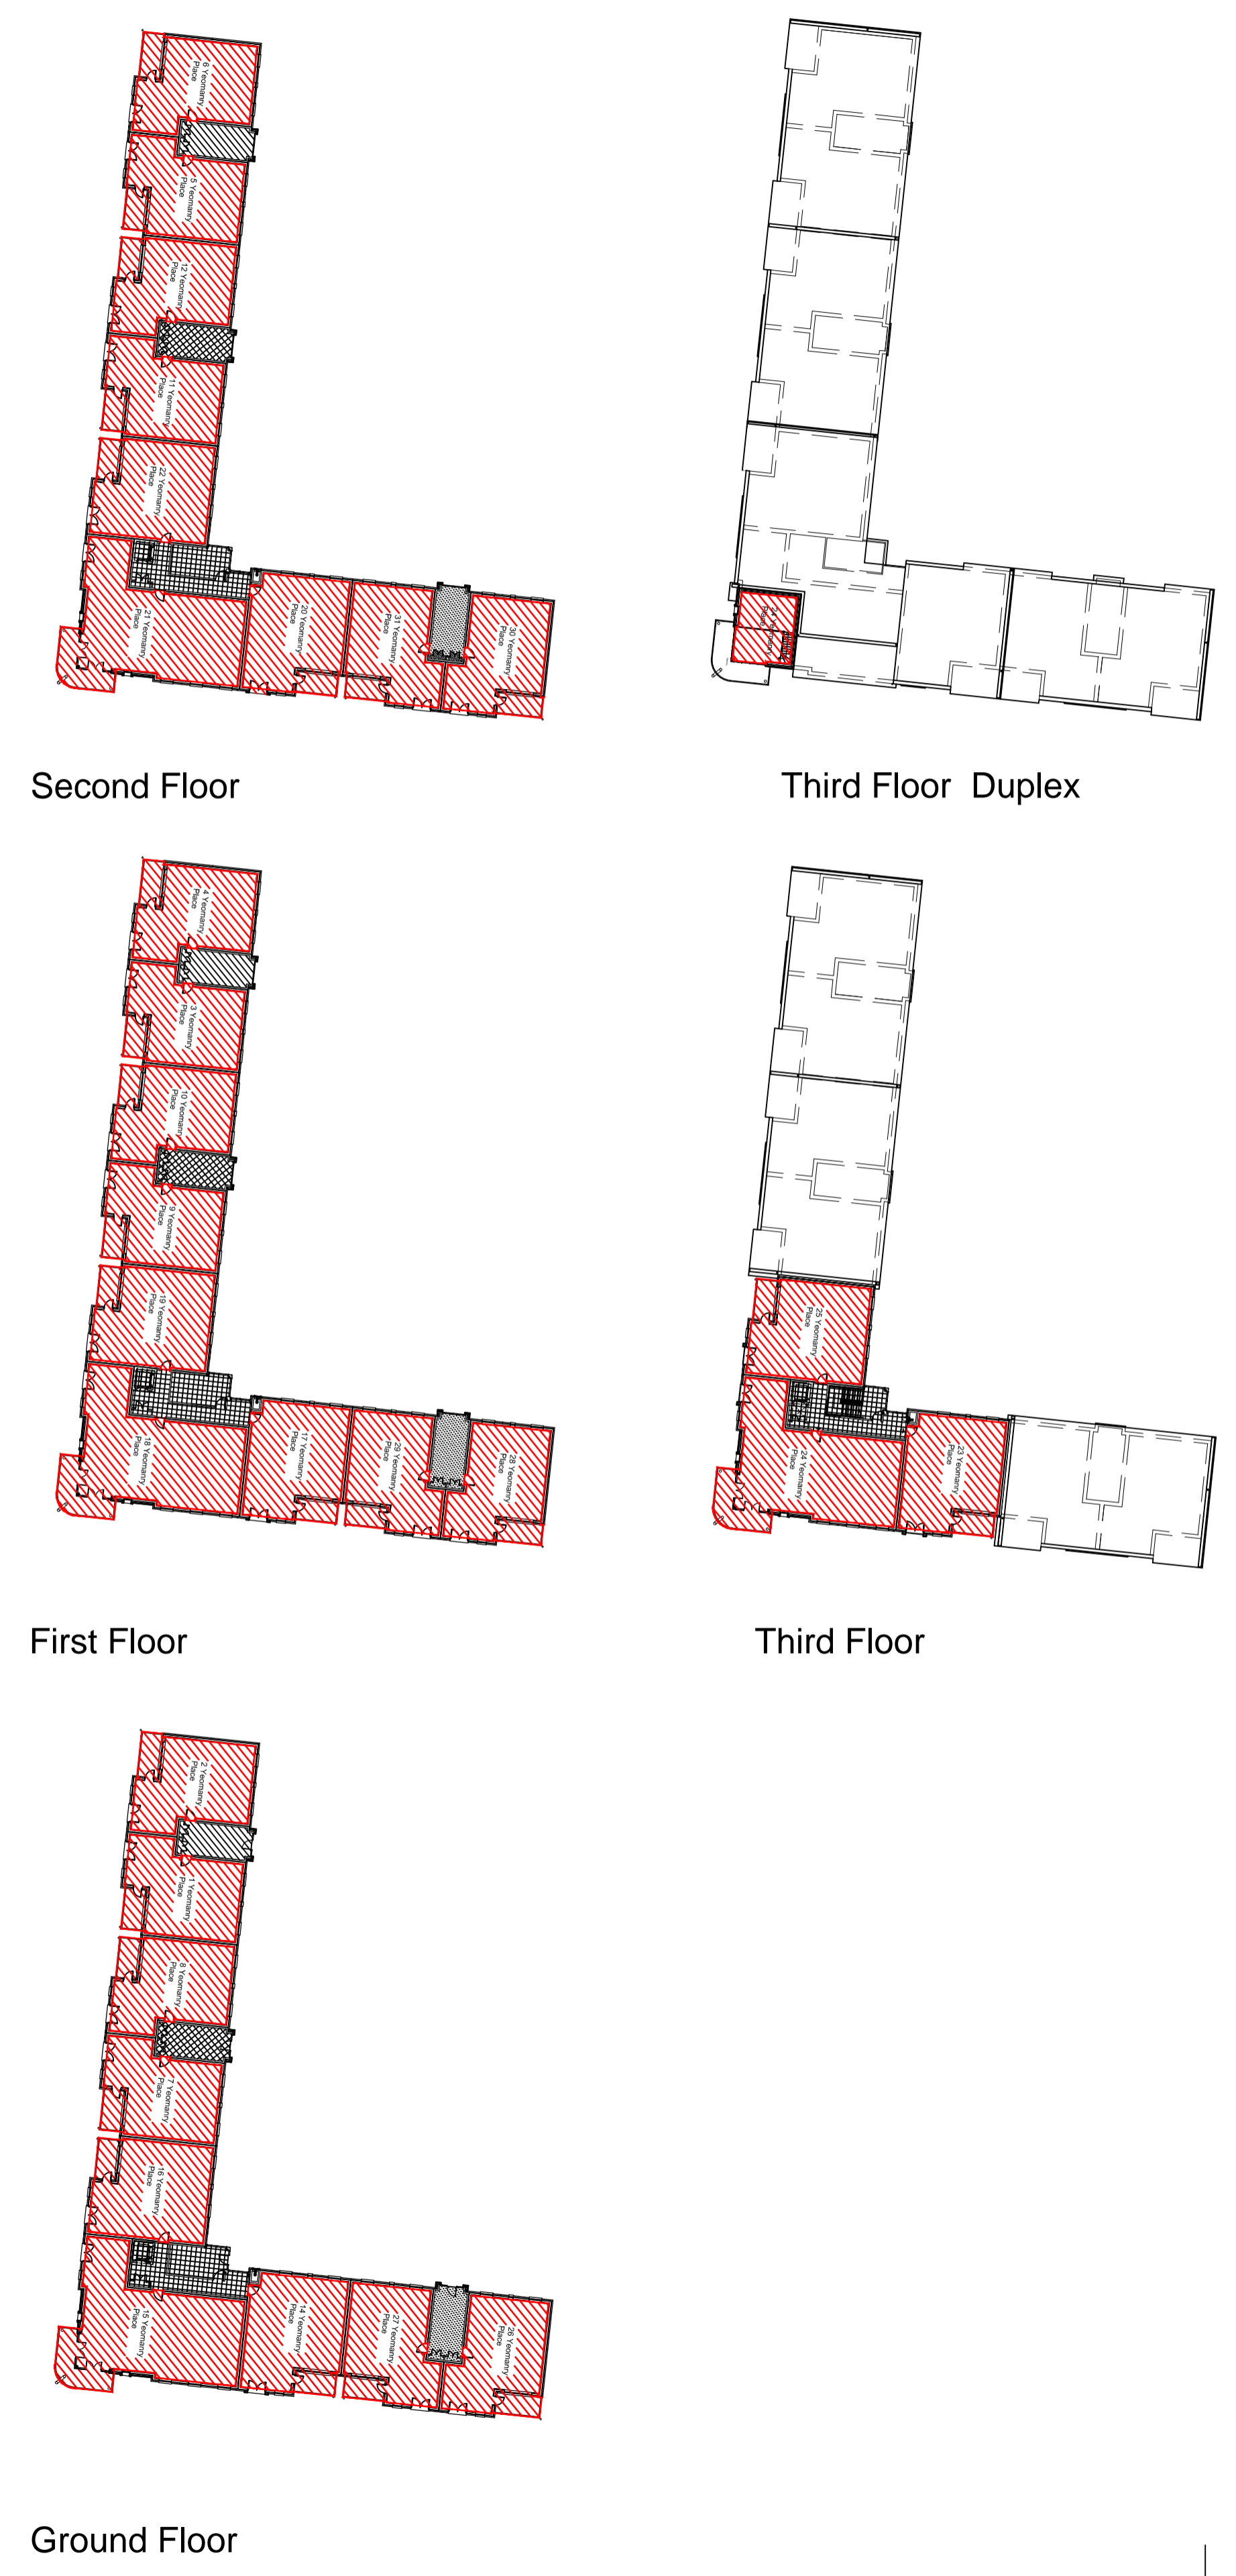 6 Yeomanry
Place
5 Yeomanry
Place
12 Yeomanry
Place
11 Yeomanry
Place
22 Yeomanry
Place
21 Yeomanry
Place
20 Yeomanry
Place
31 Yeomanry
Place
30 Yeomanry
Place
Second Floor
24 Yeomanry
Place
Third Floor Duplex
4 Yeomanry
Place
3 Yeomanry
Place
10 Yeomanry
Place
9 Yeomanry
Place
19 Yeomanry
Place
18 Yeomanry
Place
17 Yeomanry
Place
29 Yeomanry
Place
28 Yeomanry
Place
First Floor
25 Yeomanry
Place
24 Yeomanry
Place
23 Yeomanry
Place
Third Floor
2 Yeomanry
Place
1 Yeomanry
Place
8 Yeomanry
Place
7 Yeomanry
Place
16 Yeomanry
Place
15 Yeomanry
Place
14 Yeomanry
Place
27 Yeomanry
Place
26 Yeomanry
Place
Ground Floor